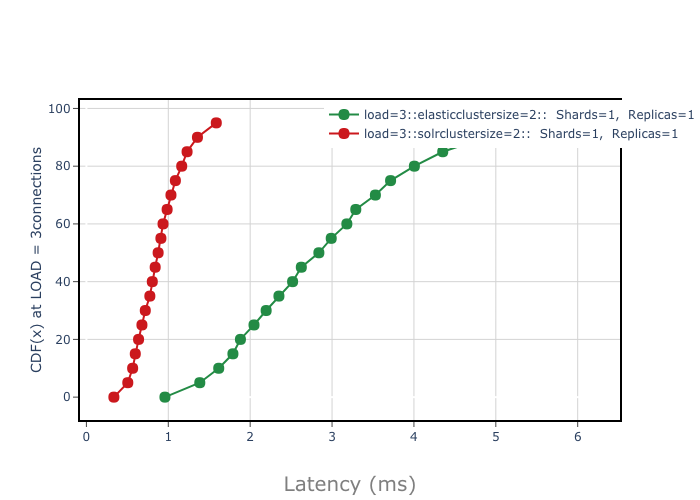 100
80
60
40
20
0
CDF(x) at LOAD = 3connections
load=3::elasticclustersize=2:: Shards=1, Replicas=1
load=3::solrclustersize=2:: Shards=1, Replicas=1
0 1 2 3 4 5 6
Latency (ms)